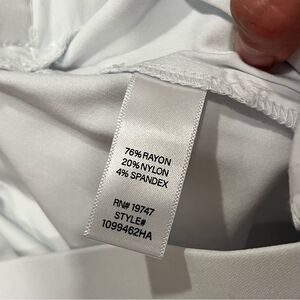 76% RAYON
20% NYLON
4% SPANDEX
RN# 19747
STYLE#
1099462HA